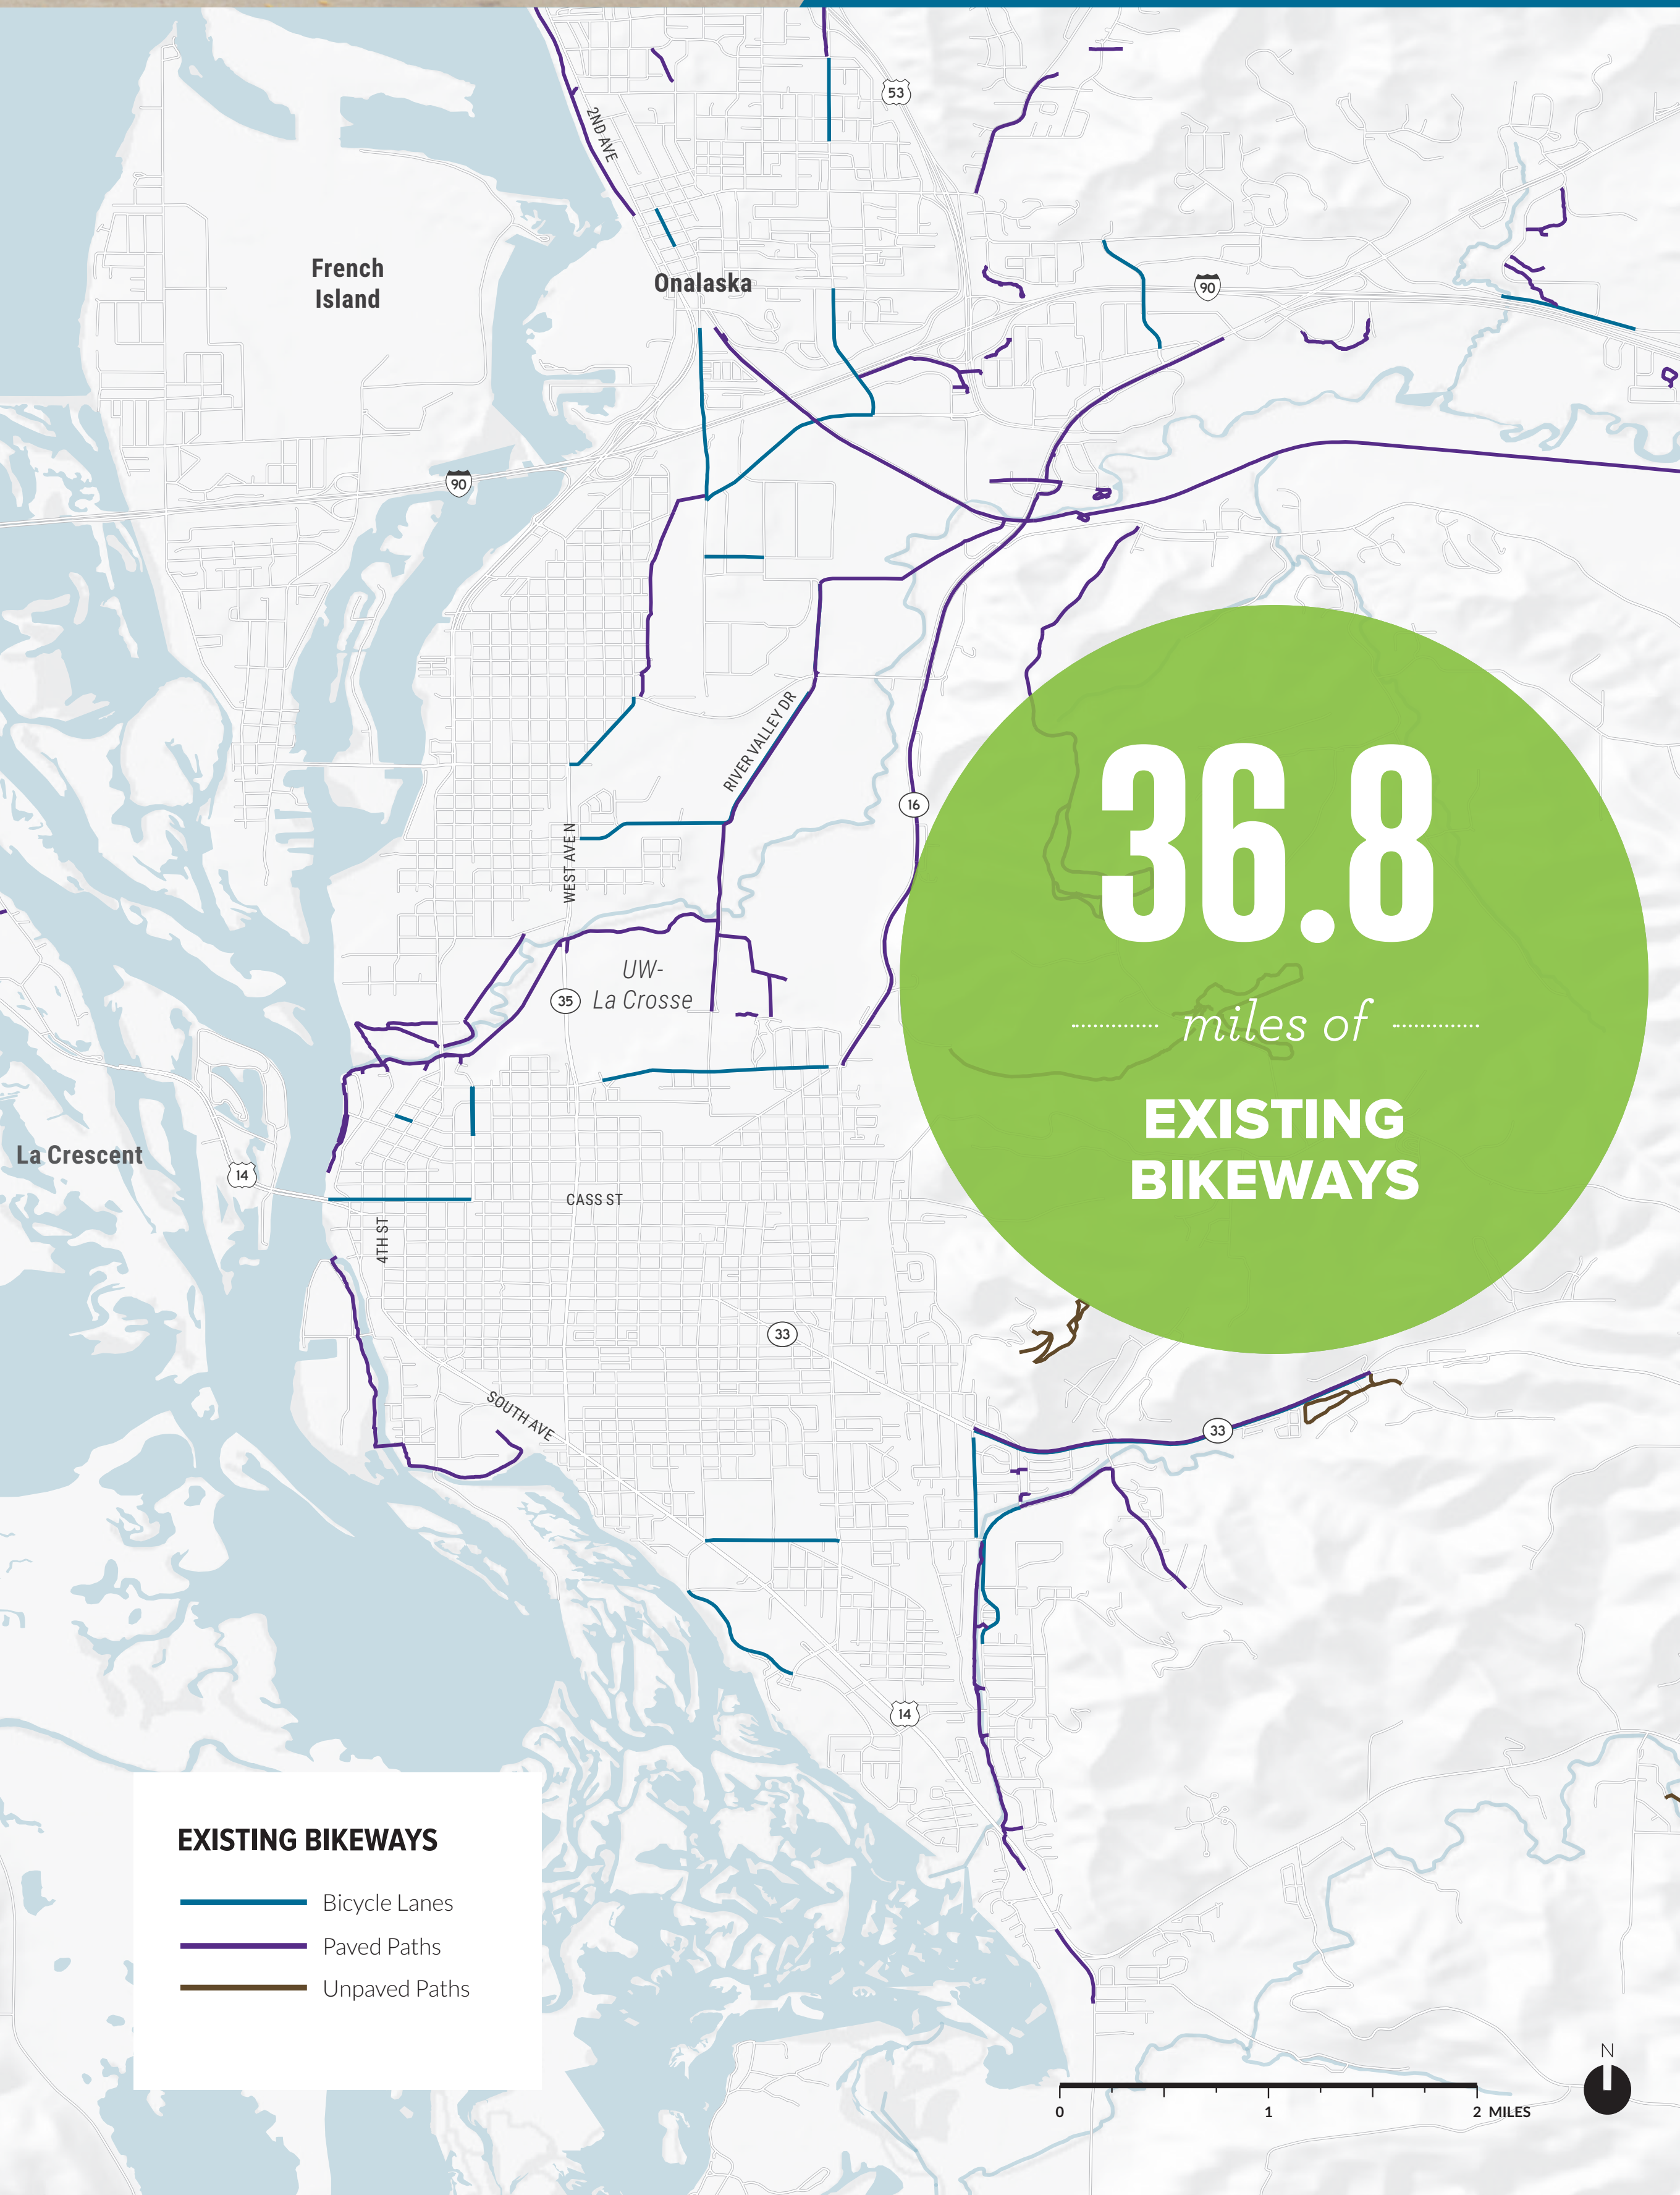 53
2ND AVE
French
Island
Onalaska
90
90
RIVER VALLEY DR
16
WEST AVE N
UW-
La Crosse
35
36.8
miles of
EXISTING
BIKEWAYS
La Crescent
14
CASS ST
4TH ST
33
SOUTH AVE
33
14
EXISTING BIKEWAYS
Bicycle Lanes
Paved Paths
Unpaved Paths
N
0 1 2 MILES